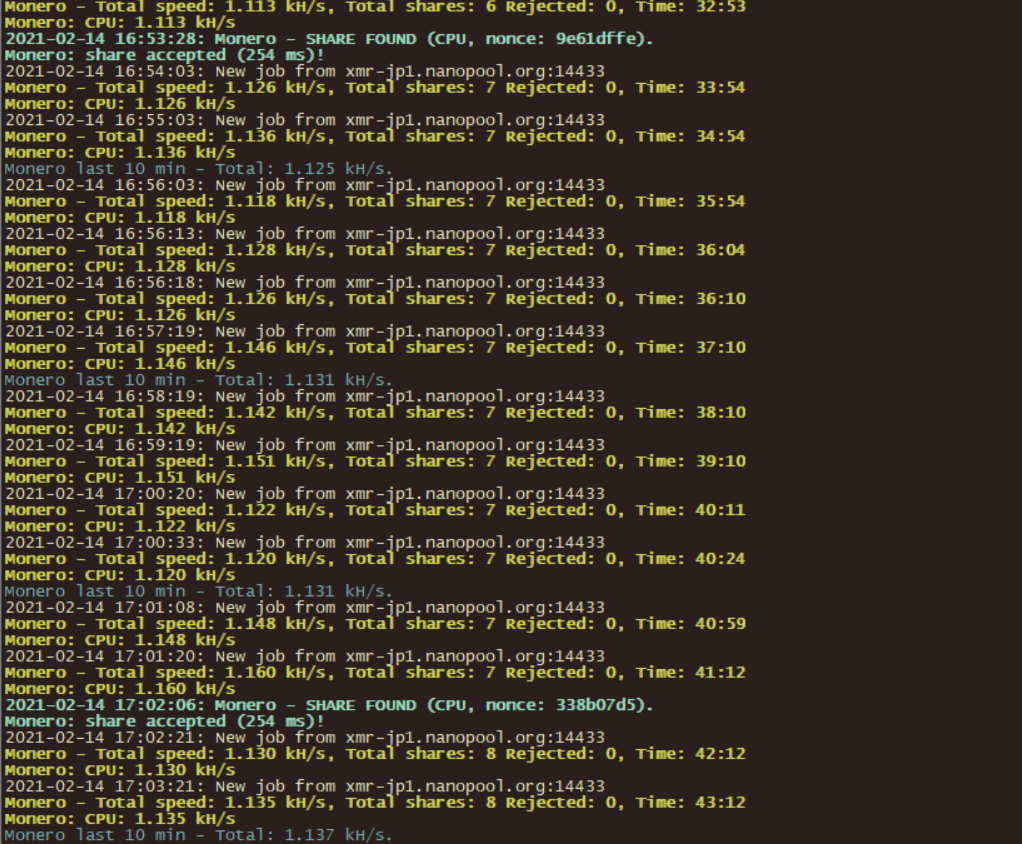 Monero - Total speed: 1.113 kH/s, Total shares: 6 Rejected: 0, Time: 32:53
Monero: CPU: 1.113 kH/s
2021-02-14 16:53:28: Monero - SHARE FOUND (CPU, nonce: 9e61dffe).
Monero: share accepted (254 ms)!
2021-02-14 16:54:03: New job from xmr-jp1.nanopool.org:14433
Monero - Total speed: 1.126 kH/s, Total shares: 7 Rejected: 0, Time: 33:54
Monero: CPU: 1.126 kH/s
2021-02-14 16:55:03: New job from xmr-jp1.nanopool.org:14433
Monero - Total speed: 1.136 kH/s, Total shares: 7 Rejected: 0, Time: 34:54
Monero: CPU: 1.136 kH/s
Monero last 10 min - Total: 1.125 kH/s.
2021-02-14 16:56:03: New job from xmr-jp1.nanopool.org:14433
Monero - Total speed: 1.118 kH/s, Total shares: 7 Rejected: 0, Time: 35:54
Monero: CPU: 1.118 kH/s
2021-02-14 16:56:13: New job from xmr-jp1.nanopool.org:14433
Monero - Total speed: 1.128 kH/s, Total shares: 7 Rejected: 0, Time: 36:04
Monero: CPU: 1.128 kH/s
2021-02-14 16:56:18: New job from xmr-jp1.nanopool.org:14433
Monero - Total speed: 1.126 kH/s, Total shares: 7 Rejected: 0, Time: 36:10
Monero: CPU: 1.126 kH/s
2021-02-14 16:57:19: New job from xmr-jp1.nanopool.org:14433
Monero - Total speed: 1.146 kH/s, Total shares: 7 Rejected: 0, Time: 37:10
Monero: CPU: 1.146 kH/s
Monero last 10 min - Total: 1.131 kH/s.
2021-02-14 16:58:19: New job from xmr-jp1.nanopool.org:14433
Monero - Total speed: 1.142 kH/s, Total shares: 7 Rejected: 0, Time: 38:10
Monero: CPU: 1.142 kH/s
2021-02-14 16:59:19: New job from xmr-jp1.nanopool.org:14433
Monero - Total speed: 1.151 kH/s, Total shares: 7 Rejected: 0, Time: 39:10
Monero: CPU: 1.151 kH/s
2021-02-14 17:00:20: New job from xmr-jp1.nanopool.org:14433
Monero - Total speed: 1.122 kH/s, Total shares: 7 Rejected: 0, Time: 40:11
Monero: CPU: 1.122 kH/s
2021-02-14 17:00:33: New job from xmr-jp1.nanopool.org:14433
Monero - Total speed: 1.120 kH/s, Total shares: 7 Rejected: 0, Time: 40:24
Monero: CPU: 1.120 kH/s
Monero last 10 min - Total: 1.131 kH/s.
2021-02-14 17:01:08: New job from xmr-jp1.nanopool.org:14433
Monero - Total speed: 1.148 kH/s, Total shares: 7 Rejected: 0, Time: 40:59
Monero: CPU: 1.148 kH/s
2021-02-14 17:01:20: New job from xmr-jp1.nanopool.org:14433
Monero - Total speed: 1.160 kH/s, Total shares: 7 Rejected: 0, Time: 41:12
Monero: CPU: 1.160 kH/s
2021-02-14 17:02:06: Monero - SHARE FOUND (CPU, nonce: 338b07d5).
Monero: share accepted (254 ms)!
2021-02-14 17:02:21: New job from xmr-jp1.nanopool.org:14433
Monero - Total speed: 1.130 kH/s, Total shares: 8 Rejected: 0, Time: 42:12
Monero: CPU: 1.130 kH/s
2021-02-14 17:03:21: New job from xmr-jp1.nanopool.org:14433
Monero - Total speed: 1.135 kH/s, Total shares: 8 Rejected: 0, Time: 43:12
Monero: CPU: 1.135 kH/s
Monero last 10 min - Total: 1.137 kH/s.